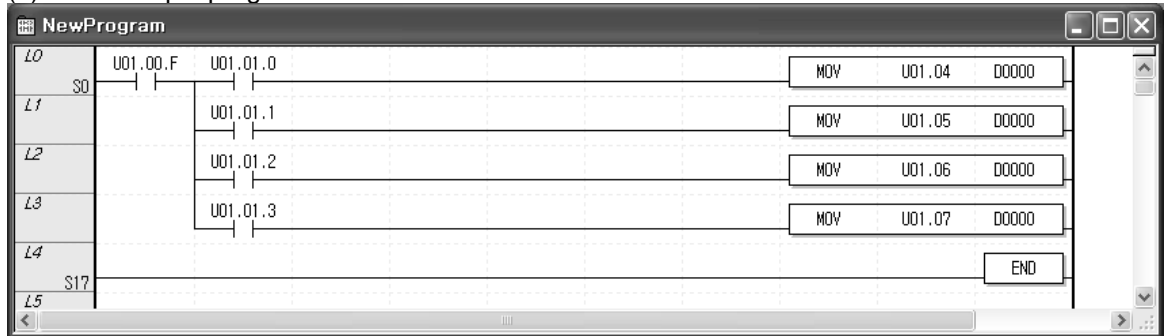 NewProgram
L0 U01.00.F U01.01.0 MOV U01.04 D0000
S0
L1 U01.01.1 MOV U01.05 D0000
L2 U01.01.2 MOV U01.06 D0000
L3 U01.01.3 MOV U01.07 D0000
L4 END
S17
L5